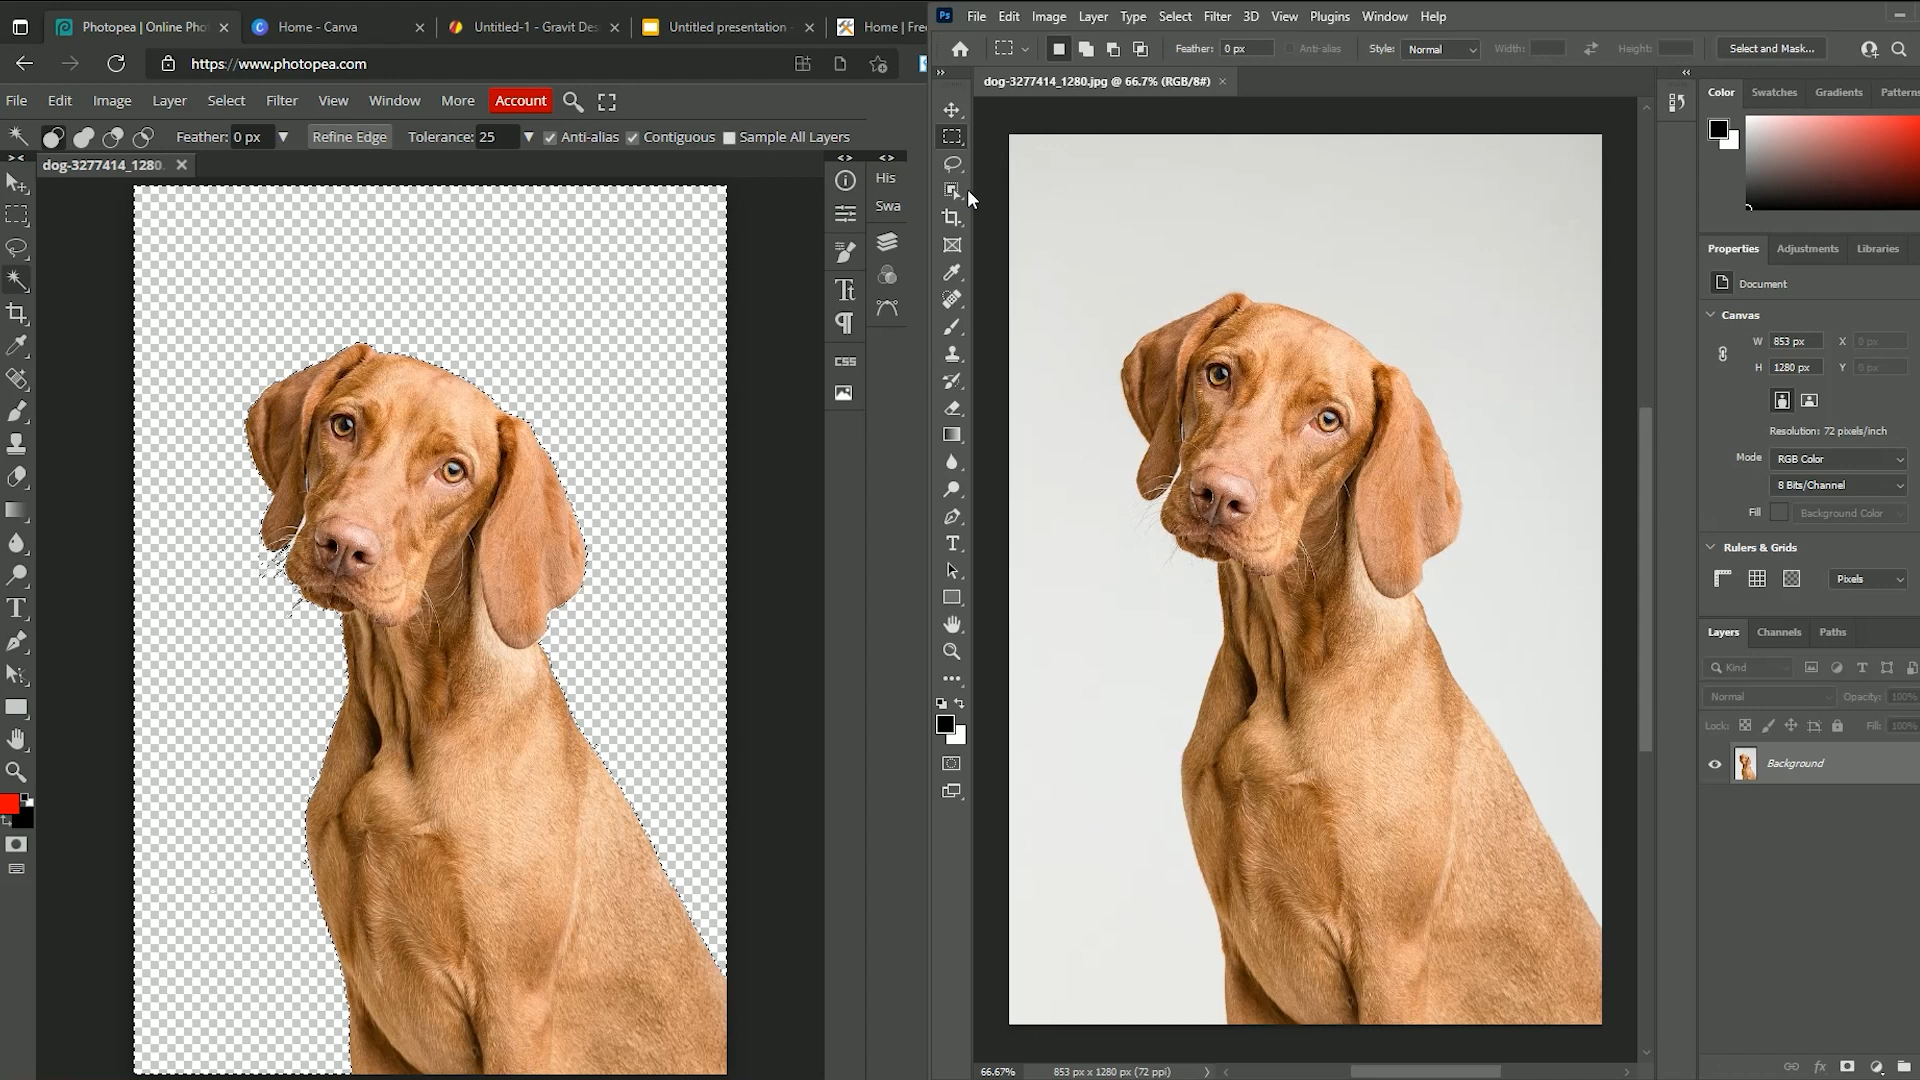 Photopea | Online Pho
Home - Canva
Untitled-1 - Gravit Des
Untitled presentation -
Home | Fre
https://www.photopea.com
File Edit Image Layer Select Filter View Window More Account
Feather: 0 px Refine Edge Tolerance: 25 Anti-alias Contiguous Sample All Layers
dog-3277414_1280.
His
Swa
CSS
Ps File Edit Image Layer Type Select Filter 3D View Plugins Window Help
Feather: 0 px Anti-alias Style: Normal Width: Height: Select and Mask...
dog-3277414_1280.jpg @ 66.7% (RGB/8#)
Color Swatches Gradients Pattern
Properties Adjustments Libraries
Document
Canvas
W 853 px X 0 px
H 1280 px Y 0 px
Resolution: 72 pixels/inch
Mode RGB Color
8 Bits/Channel
Fill Background Color
Rulers & Grids
Pixels
Layers Channels Paths
Kind
Normal Opacity: 100%
Lock: Fill: 100%
Background
66.67% 853 px x 1280 px (72 ppi)
fx